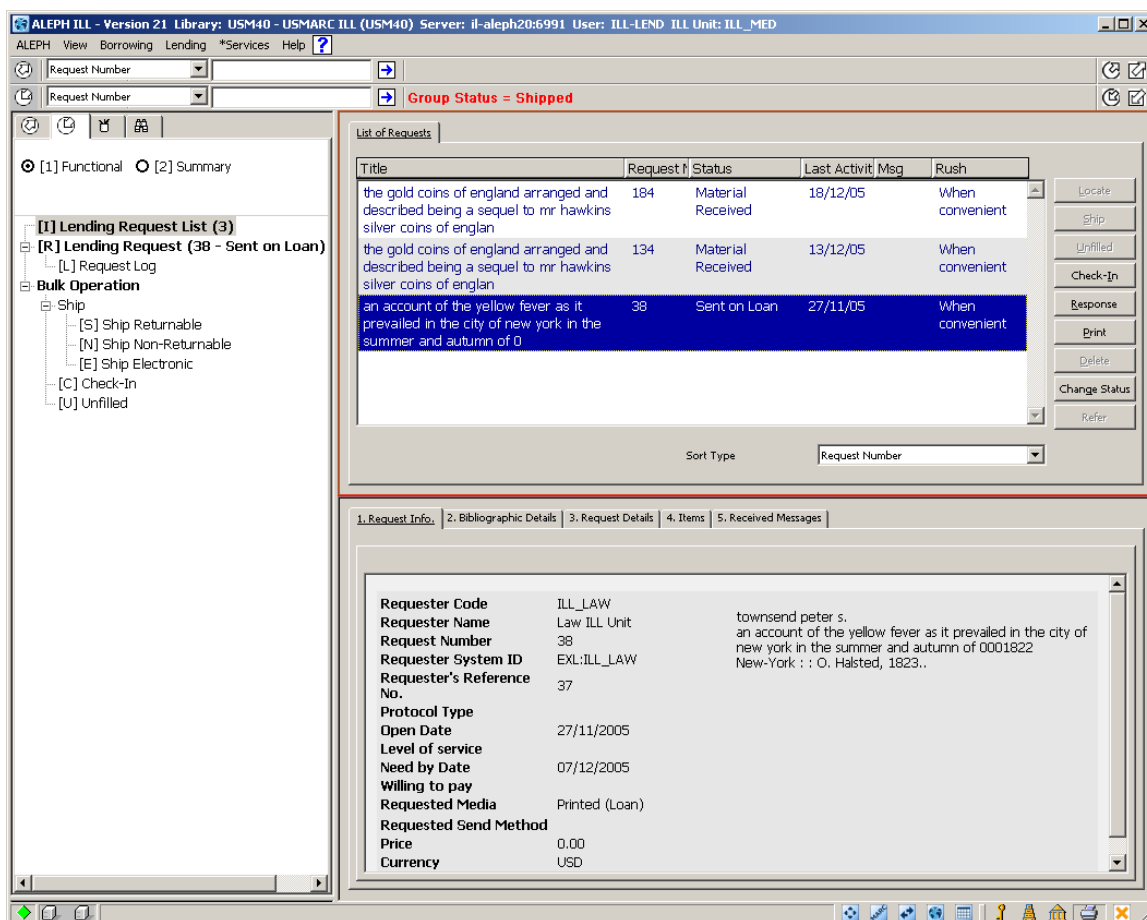 ALEPH ILL - Version 21 Library: USM40 - USMARC ILL (USM40) Server: il-aleph20:6991 User: ILL-LEND ILL Unit: ILL_MED
ALEPH View Borrowing Lending *Services Help ?
Request Number
Request Number Group Status = Shipped
[1] Functional [2] Summary
[I] Lending Request List (3)
[R] Lending Request (38 - Sent on Loan)
[L] Request Log
Bulk Operation
Ship
[S] Ship Returnable
[N] Ship Non-Returnable
[E] Ship Electronic
[C] Check-In
[U] Unfilled
List of Requests
Title Request N Status Last Activit Msg Rush
the gold coins of england arranged and 184 Material 18/12/05 When
described being a sequel to mr hawkins Received convenient
silver coins of englan
the gold coins of england arranged and 134 Material 13/12/05 When
described being a sequel to mr hawkins Received convenient
silver coins of englan
an account of the yellow fever as it 38 Sent on Loan 27/11/05 When
prevailed in the city of new york in the convenient
summer and autumn of 0
Locate
Ship
Unfilled
Check-In
Response
Print
Delete
Change Status
Refer
Sort Type Request Number
1. Request Info. 2. Bibliographic Details 3. Request Details 4. Items 5. Received Messages
Requester Code ILL_LAW
Requester Name Law ILL Unit
Request Number 38
Requester System ID EXL:ILL_LAW
Requester's Reference
No. 37
Protocol Type
Open Date 27/11/2005
Level of service
Need by Date 07/12/2005
Willing to pay
Requested Media Printed (Loan)
Requested Send Method
Price 0.00
Currency USD
townsend peter s.
an account of the yellow fever as it prevailed in the city of
new york in the summer and autumn of 0001822
New-York : : O. Halsted, 1823..